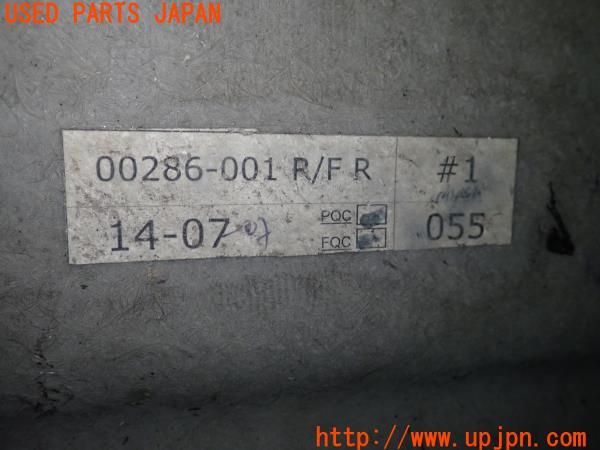 USED PARTS JAPAN
00286-001 R/F R
#1
14-07
PQC
FQC
055
http://www.upjpn.com/